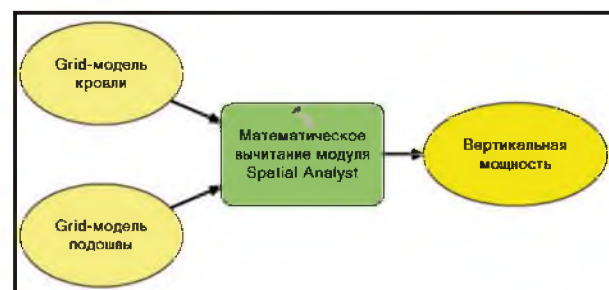 Grid-модель
кровли
Математическое
вычитание модуля
Spatial Analyst
Вертикальная
мощность
Grid-модель
подошвы